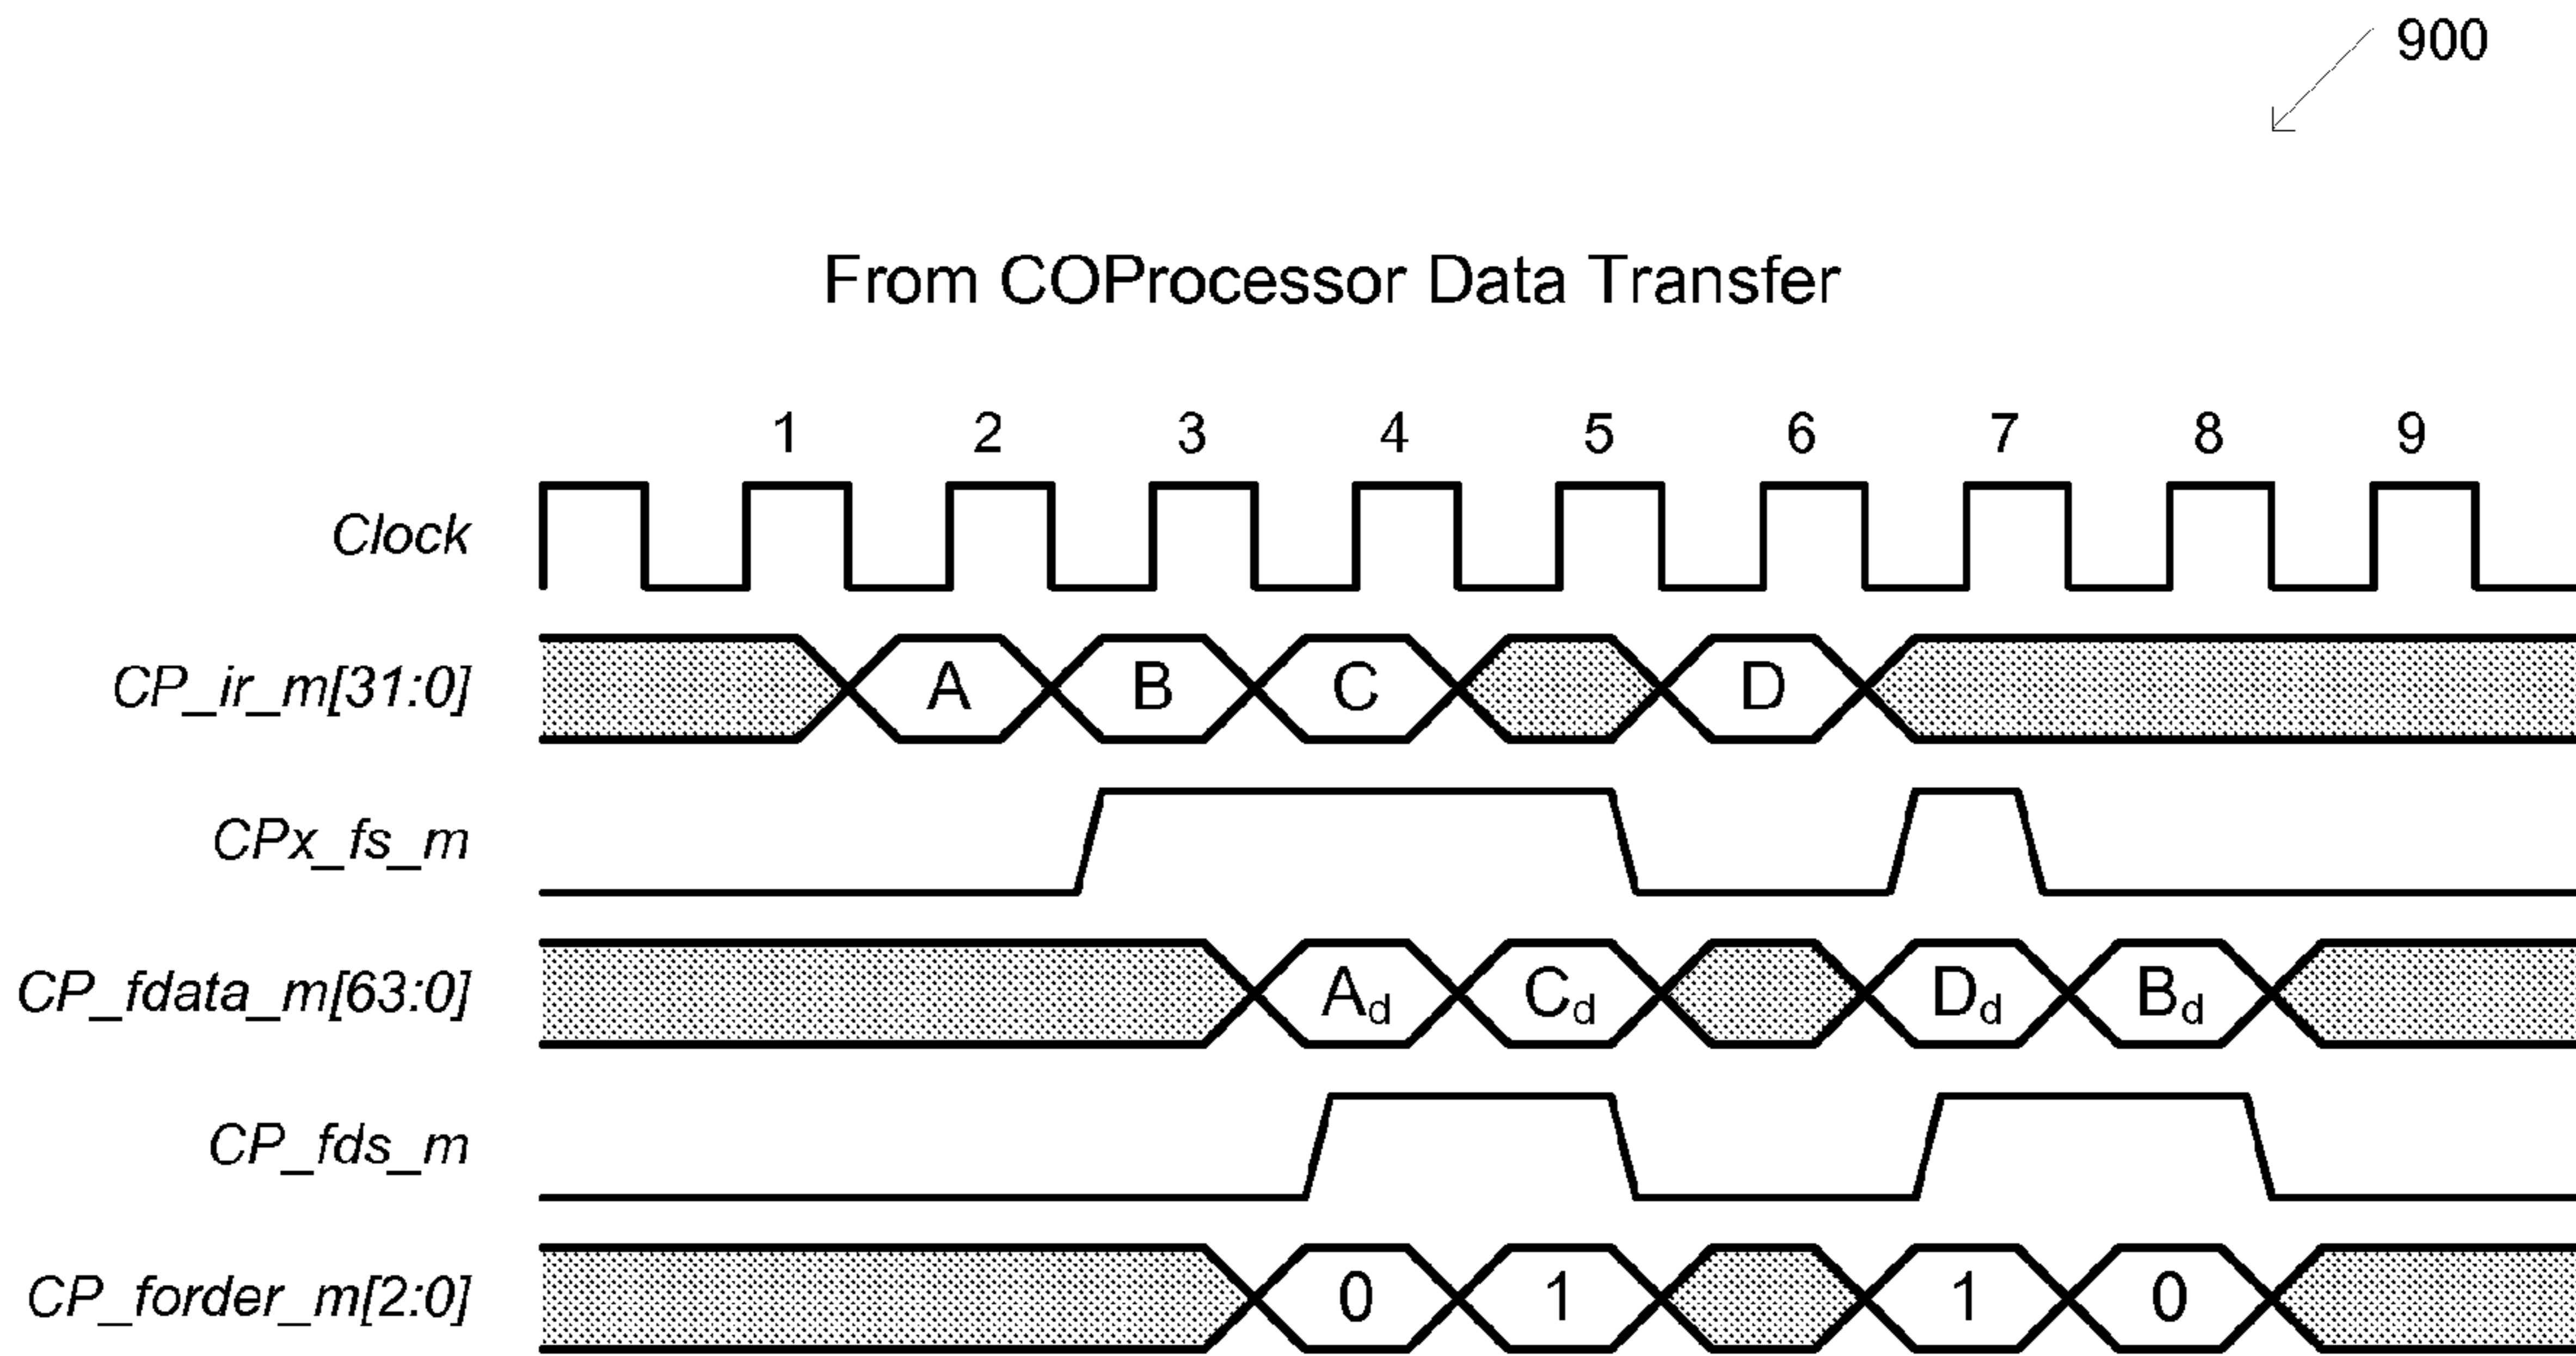 900
From COProcessor Data Transfer
1 2 3 4 5 6 7 8 9
Clock
CP_ir_m[31:0] A B C D
CPx_fs_m
CP_fdata_m[63:0] Ad Cd Dd Bd
CP_fds_m
CP_forder_m[2:0] 0 1 1 0